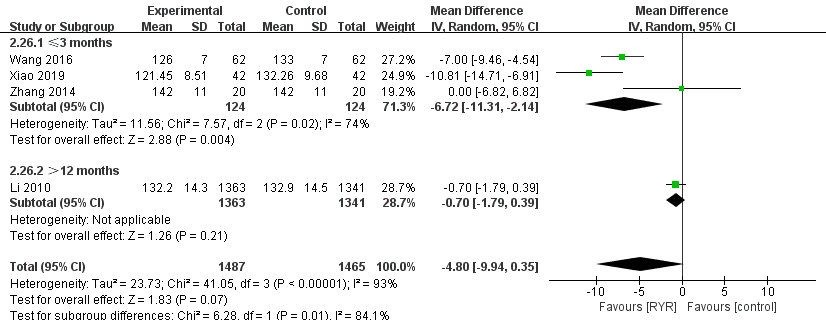 Experimental Control Mean Difference Mean Difference
Study or Subgroup Mean SD Total Mean SD Total Weight IV, Random, 95% CI IV, Random, 95% CI
2.26.1 ≤3 months
Wang 2016 126 7 62 133 7 62 27.2% -7.00 [-9.46, -4.54]
Xiao 2019 121.45 8.51 42 132.26 9.68 42 24.9% -10.81 [-14.71, -6.91]
Zhang 2014 142 11 20 142 11 20 19.2% 0.00 [-6.82, 6.82]
Subtotal (95% CI) 124 124 71.3% -6.72 [-11.31, -2.14]
Heterogeneity: Tau² = 11.56; Chi² = 7.57, df = 2 (P = 0.02); I² = 74%
Test for overall effect: Z = 2.88 (P = 0.004)
2.26.2 >12 months
Li 2010 132.2 14.3 1363 132.9 14.5 1341 28.7% -0.70 [-1.79, 0.39]
Subtotal (95% CI) 1363 1341 28.7% -0.70 [-1.79, 0.39]
Heterogeneity: Not applicable
Test for overall effect: Z = 1.26 (P = 0.21)
Total (95% CI) 1487 1465 100.0% -4.80 [-9.94, 0.35]
Heterogeneity: Tau² = 23.73; Chi² = 41.05, df = 3 (P < 0.00001); I² = 93%
Test for overall effect: Z = 1.83 (P = 0.07)
Test for subgroup differences: Chi² = 6.28, df = 1 (P = 0.01), I² = 84.1%
-10 -5 0 5 10
Favours [RYR] Favours [control]